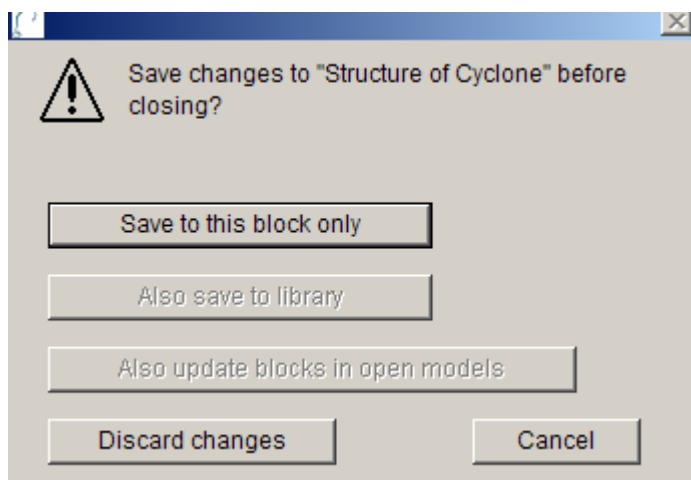 Save changes to "Structure of Cyclone" before
closing?
Save to this block only
Also save to library
Also update blocks in open models
Discard changes
Cancel